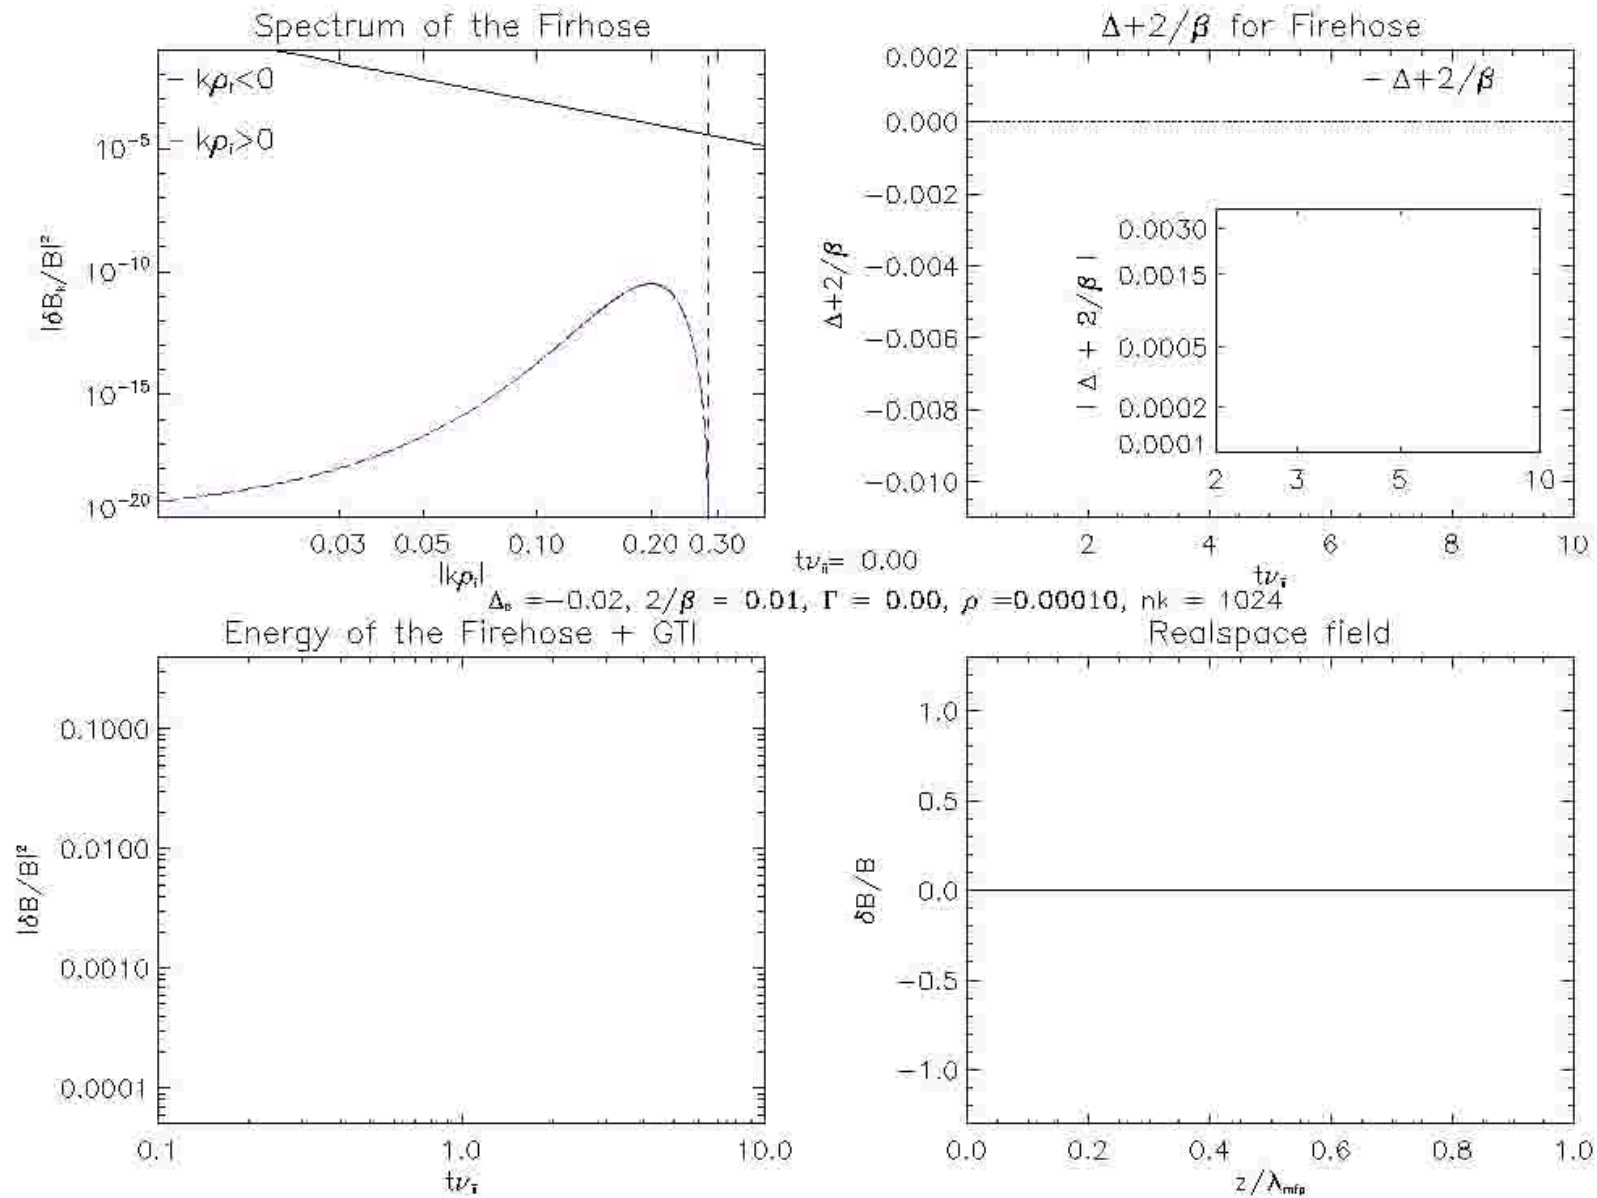 Spectrum of the Firhose
− kρᵢ<0
− kρᵢ>0
10⁻⁵
10⁻¹⁰
10⁻¹⁵
10⁻²⁰
|δBₖ/B|²
0.03 0.05 0.10 0.20 0.30
|kρᵢ|
Δ+2/β for Firehose
− Δ+2/β
0.002
0.000
−0.002
−0.004
−0.006
−0.008
−0.010
Δ+2/β
0.0030
0.0015
0.0005
0.0002
0.0001
| Δ + 2/β |
2 3 5 10
2 4 6 8 10
tνᵢᵢ
tνᵢᵢ= 0.00
Δ₀ =−0.02, 2/β = 0.01, Γ = 0.00, ρ =0.00010, nk = 1024
Energy of the Firehose + GTI
0.1000
0.0100
0.0010
0.0001
|δB/B|²
0.1 1.0 10.0
tνᵢᵢ
Realspace field
1.0
0.5
0.0
−0.5
−1.0
δB/B
0.0 0.2 0.4 0.6 0.8 1.0
z/λmfp